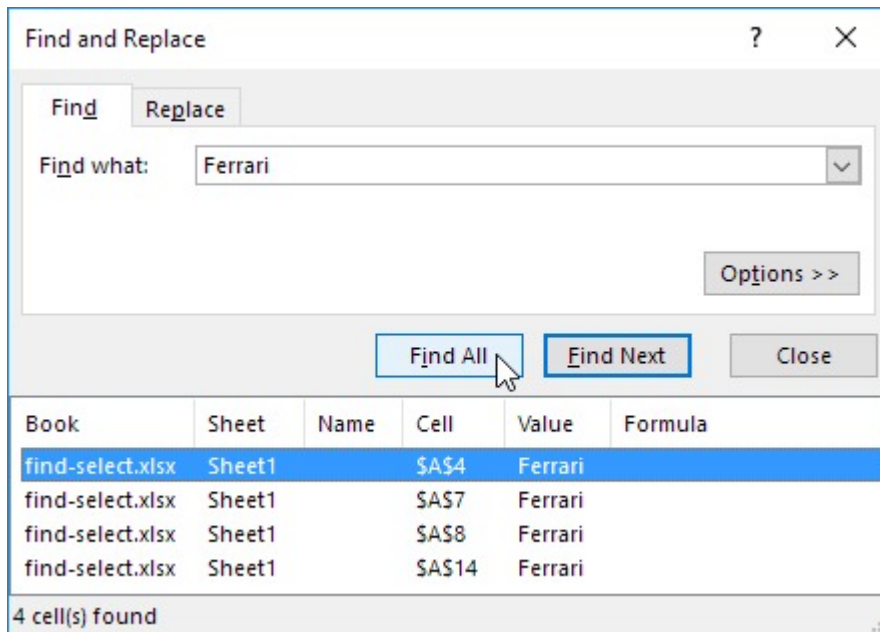 Find and Replace ?
Find Replace
Find what: Ferrari
Options >>
Find All Find Next Close
Book Sheet Name Cell Value Formula
find-select.xlsx Sheet1 $A$4 Ferrari
find-select.xlsx Sheet1 $A$7 Ferrari
find-select.xlsx Sheet1 $A$8 Ferrari
find-select.xlsx Sheet1 $A$14 Ferrari
4 cell(s) found